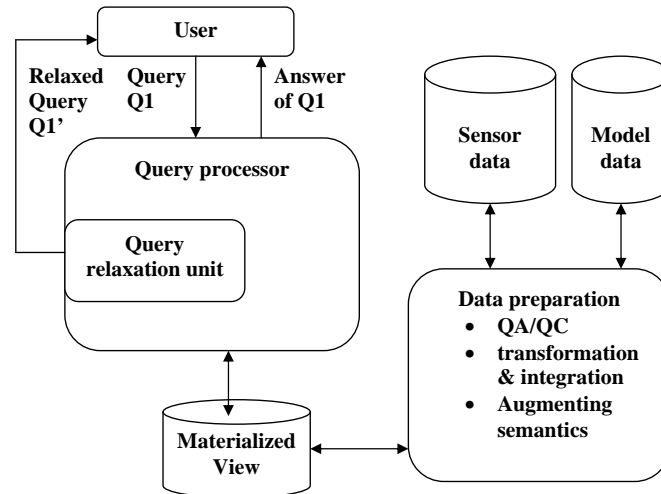 User
Relaxed
Query
Q1’
Query
Q1
Answer
of Q1
Query processor
Query
relaxation unit
Materialized
View
Sensor
data
Model
data
Data preparation
• QA/QC
• transformation
& integration
• Augmenting
semantics